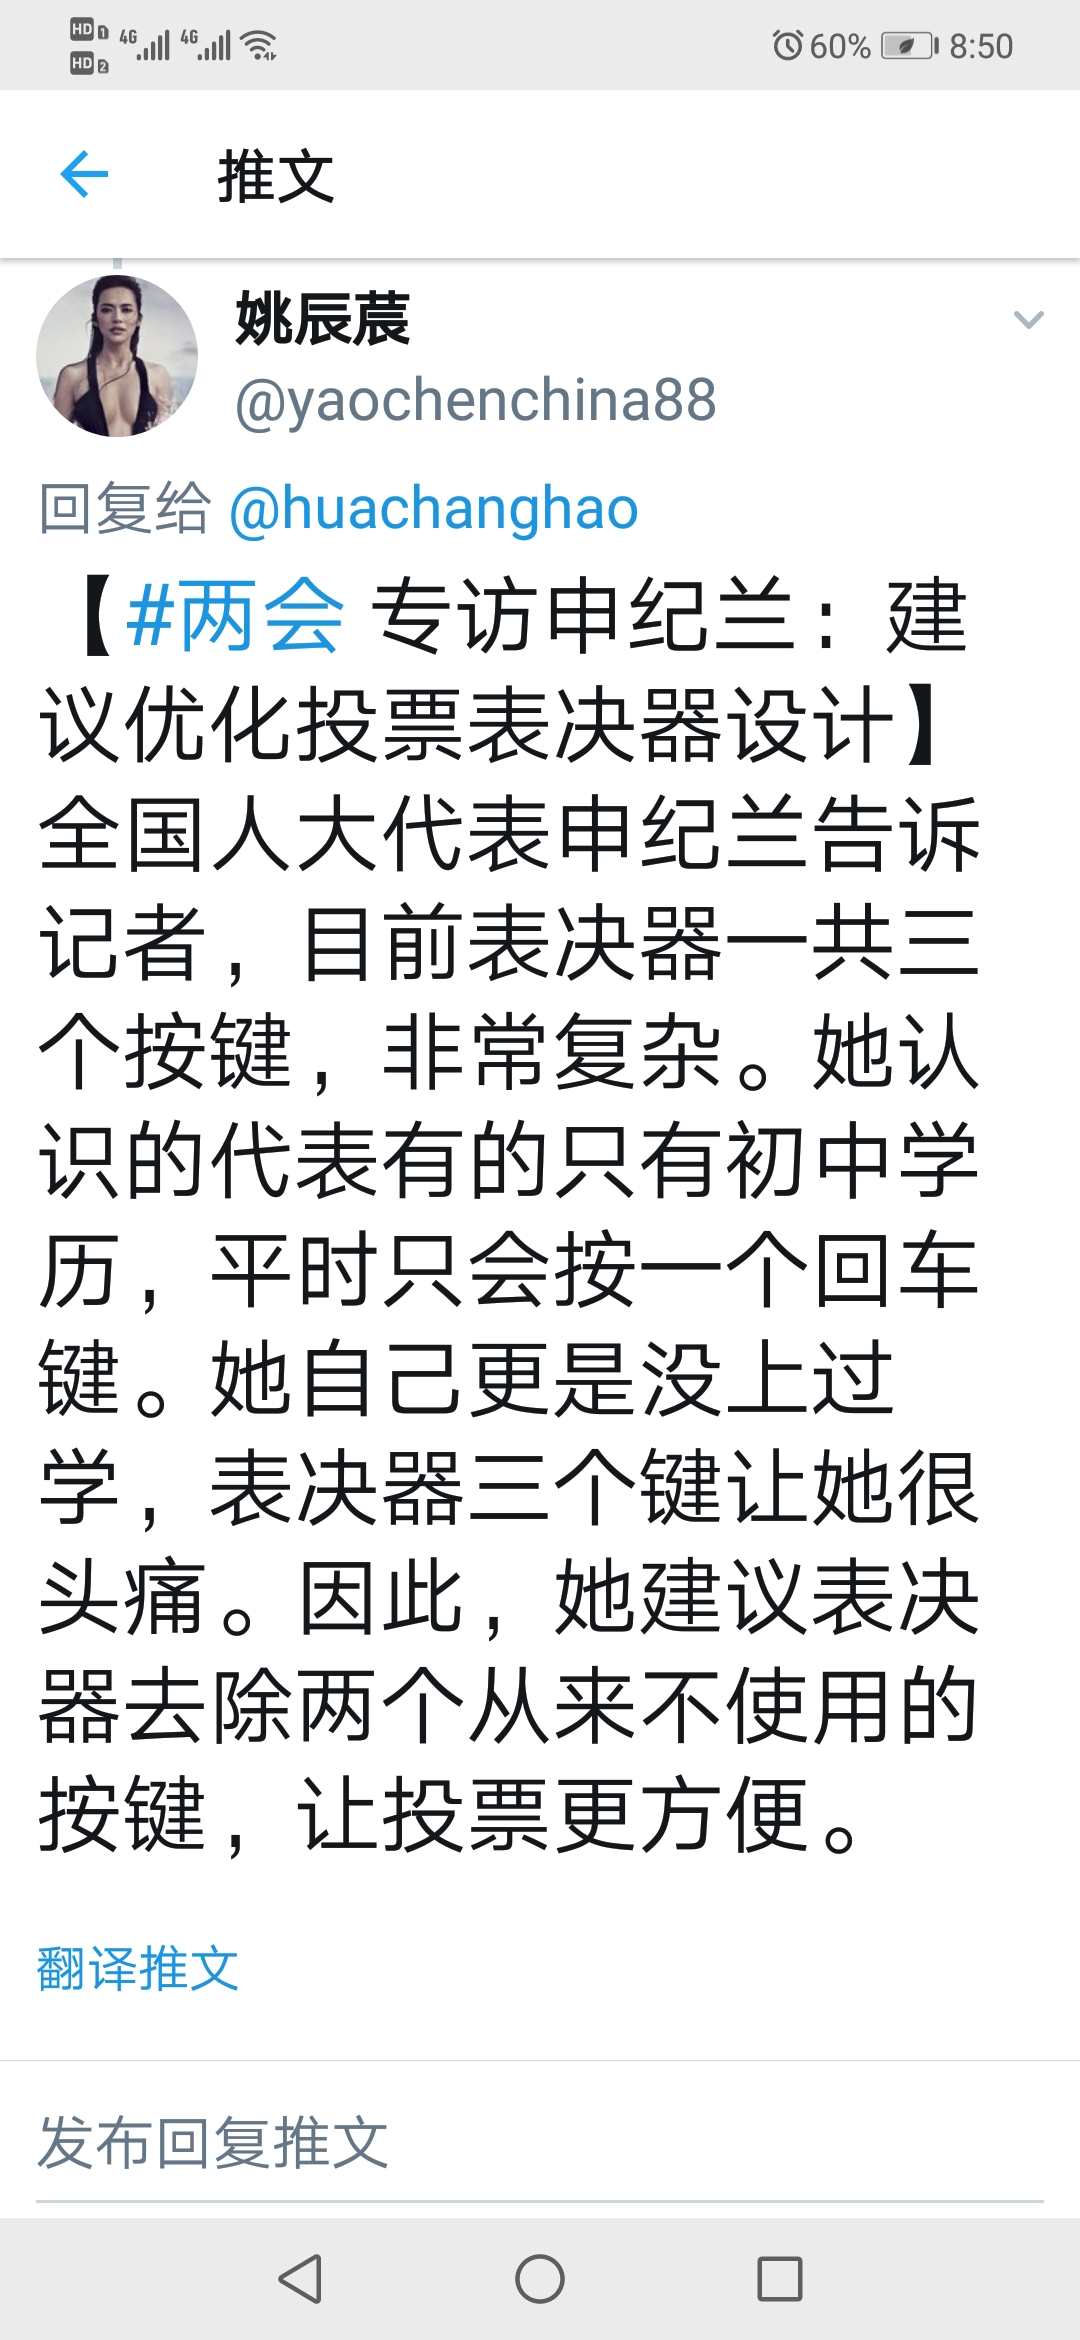 HD 1 4G 4G 60% 8:50
HD 2
推文
姚辰蕽
@yaochenchina88
回复给 @huachanghao
【#两会 专访申纪兰：建
议优化投票表决器设计】
全国人大代表申纪兰告诉
记者，目前表决器一共三
个按键，非常复杂。她认
识的代表有的只有初中学
历，平时只会按一个回车
键。她自己更是没上过
学，表决器三个键让她很
头痛。因此，她建议表决
器去除两个从来不使用的
按键，让投票更方便。
翻译推文
发布回复推文